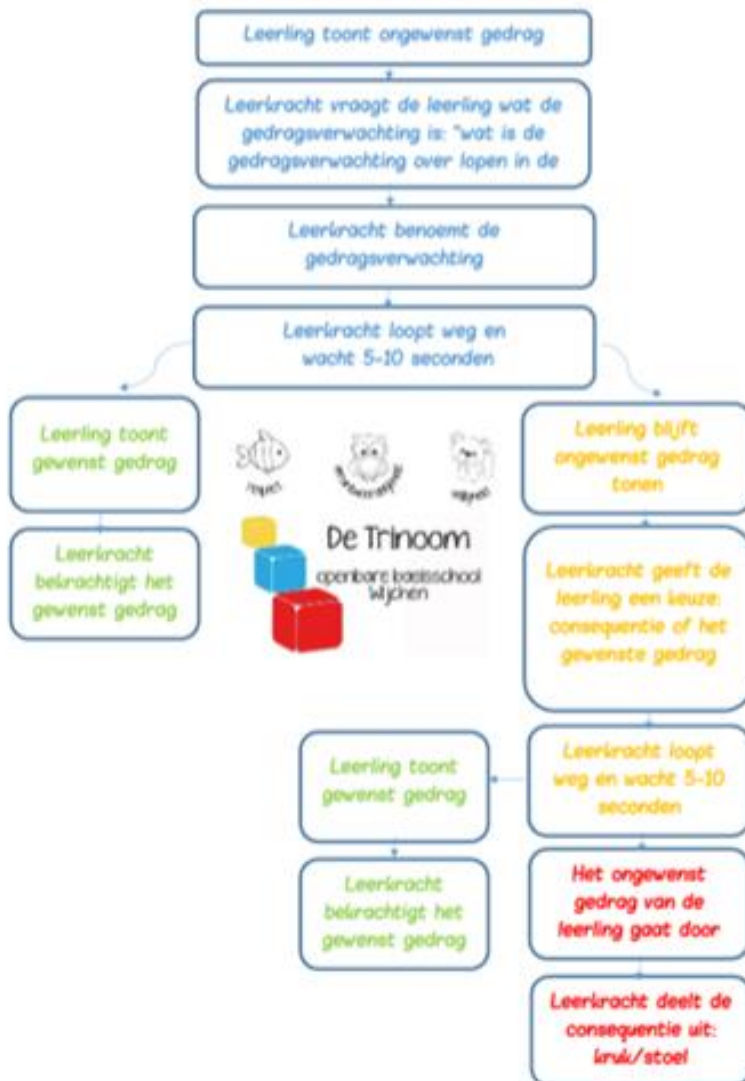 Leerling toont ongewenst gedrag
Leerkracht vraagt de leerling wat de
gedragsverwachting is: "wat is de
gedragsverwachting over lopen in de
Leerkracht benoemt de
gedragsverwachting
Leerkracht loopt weg en
wacht 5-10 seconden
Leerling toont
gewenst gedrag
Leerkracht
bekrachtigt het
gewenst gedrag
respect
De Trinoom
openbare basisschool
Wijchen
Leerling blijft
ongewenst gedrag
tonen
Leerkracht geeft de
leerling een keuze:
consequentie of het
gewenste gedrag
Leerkracht loopt
weg en wacht 5-10
seconden
Leerling toont
gewenst gedrag
Leerkracht
bekrachtigt het
gewenst gedrag
Het ongewenst
gedrag van de
leerling gaat door
Leerkracht deelt de
consequentie uit:
kruk/stoel